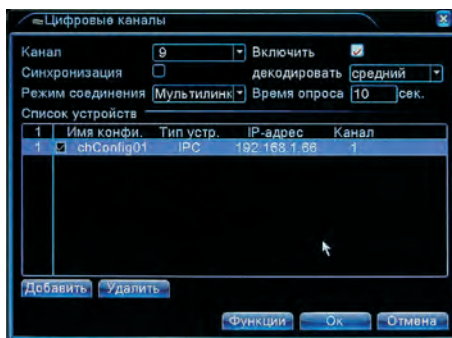 Цифровые каналы
Канал 9 Включить
Синхронизация декодировать средний
Режим соединения Мультилинк Время опроса 10 сек.
Список устройств
1 Имя конфи. Тип устр. IP-адрес Канал
1 chConfig01 IPC 192.168.1.66 1
Добавить Удалить
Функции Ок Отмена